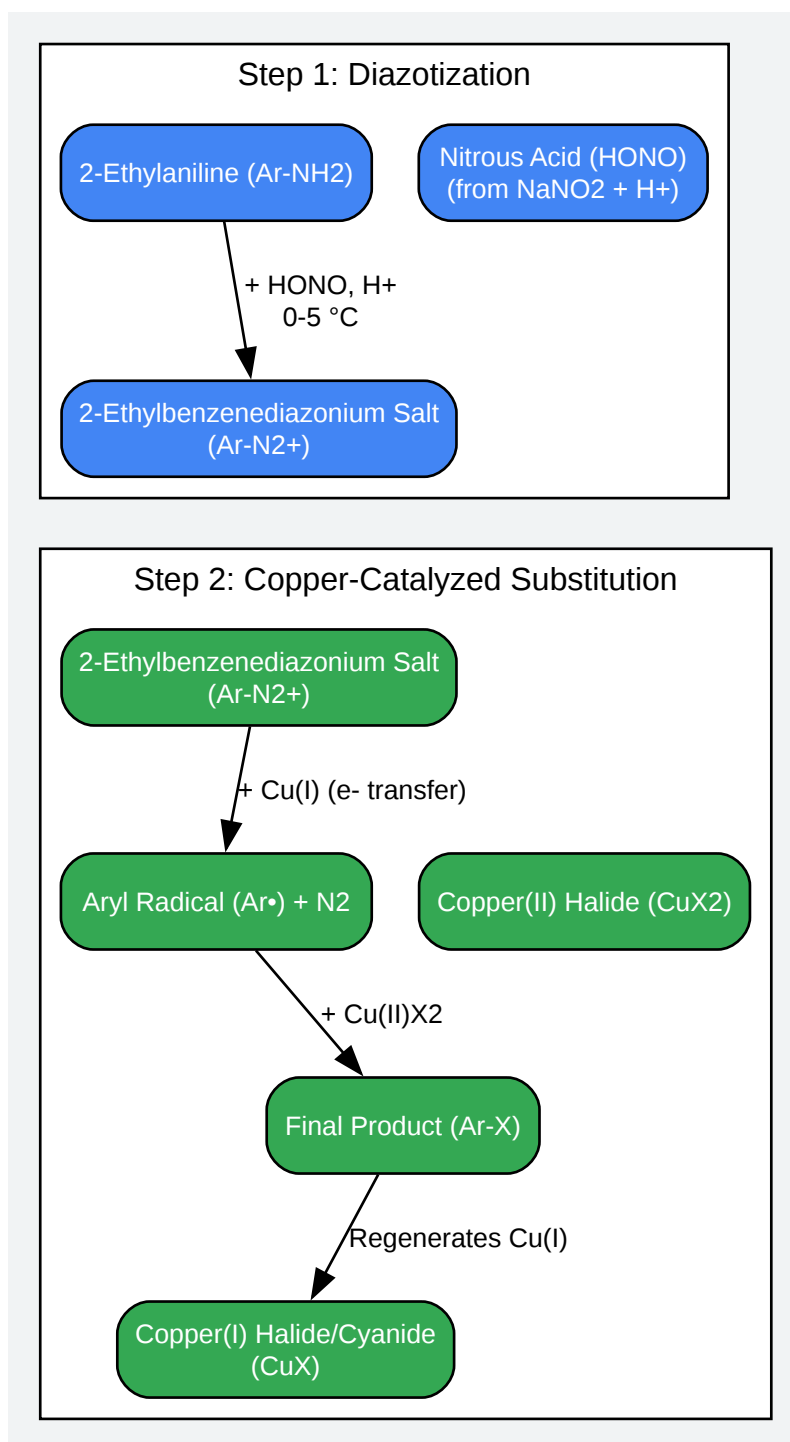 Step 1: Diazotization
2-Ethylaniline (Ar-NH2)
Nitrous Acid (HONO)
(from NaNO2 + H+)
+ HONO, H+
0-5 °C
2-Ethylbenzenediazonium Salt
(Ar-N2+)
Step 2: Copper-Catalyzed Substitution
2-Ethylbenzenediazonium Salt
(Ar-N2+)
+ Cu(I) (e- transfer)
Aryl Radical (Ar•) + N2
Copper(II) Halide (CuX2)
+ Cu(II)X2
Final Product (Ar-X)
Regenerates Cu(I)
Copper(I) Halide/Cyanide
(CuX)